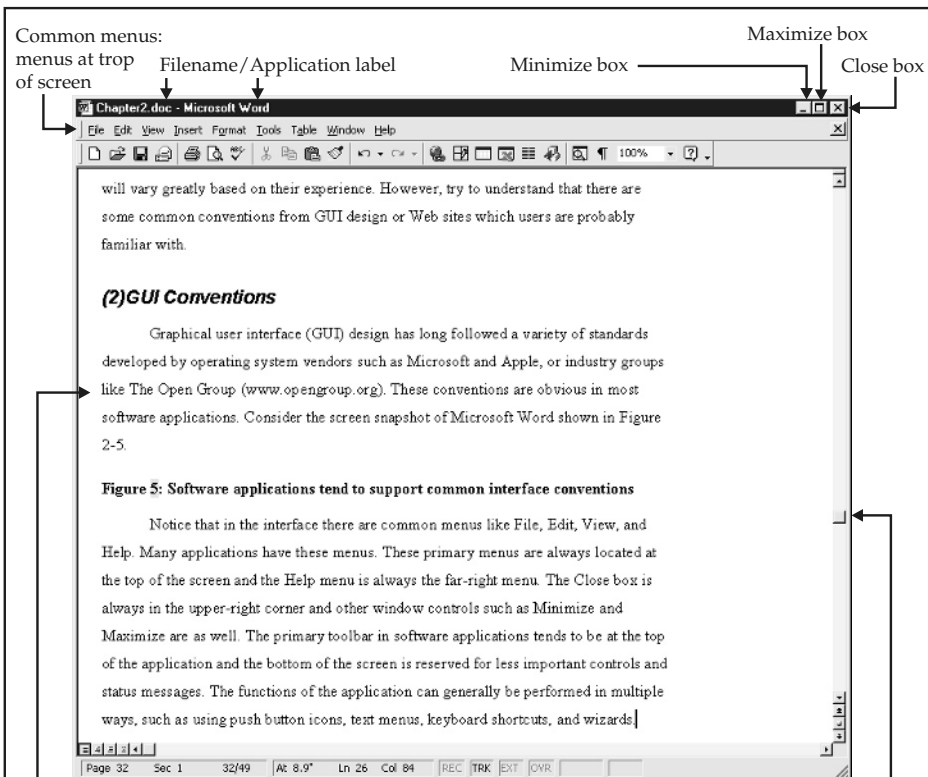 Common menus:
menus at trop
of screen
Filename/Application label
Minimize box
Maximize box
Close box
Chapter2.doc - Microsoft Word
File Edit View Insert Format Tools Table Window Help
100%
will vary greatly based on their experience. However, try to understand that there are
some common conventions from GUI design or Web sites which users are probably
familiar with.
(2)GUI Conventions
Graphical user interface (GUI) design has long followed a variety of standards
developed by operating system vendors such as Microsoft and Apple, or industry groups
like The Open Group (www.opengroup.org). These conventions are obvious in most
software applications. Consider the screen snapshot of Microsoft Word shown in Figure
2-5.
Figure 5: Software applications tend to support common interface conventions
Notice that in the interface there are common menus like File, Edit, View, and
Help. Many applications have these menus. These primary menus are always located at
the top of the screen and the Help menu is always the far-right menu. The Close box is
always in the upper-right corner and other window controls such as Minimize and
Maximize are as well. The primary toolbar in software applications tends to be at the top
of the application and the bottom of the screen is reserved for less important controls and
status messages. The functions of the application can generally be performed in multiple
ways, such as using push button icons, text menus, keyboard shortcuts, and wizards.
Page 32 Sec 1 32/49 At 8.9" Ln 26 Col 84 REC TRK EXT OVR